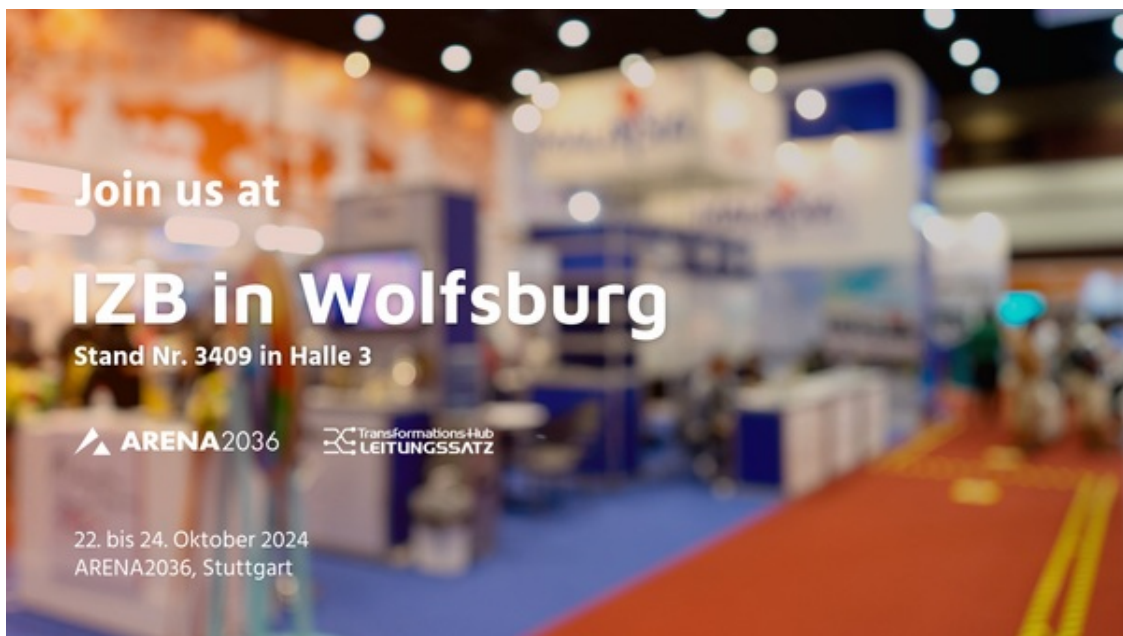 Join us at
IZB in Wolfsburg
Stand Nr. 3409 in Halle 3
ARENA2036
Transformations-Hub
LEITUNGSSATZ
22. bis 24. Oktober 2024
ARENA2036, Stuttgart